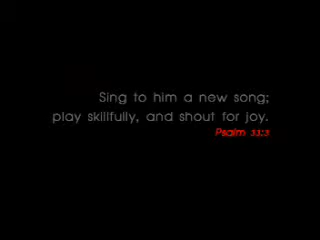 Sing to him a new song;
play skillfully, and shout for joy.
Psalm 33:3